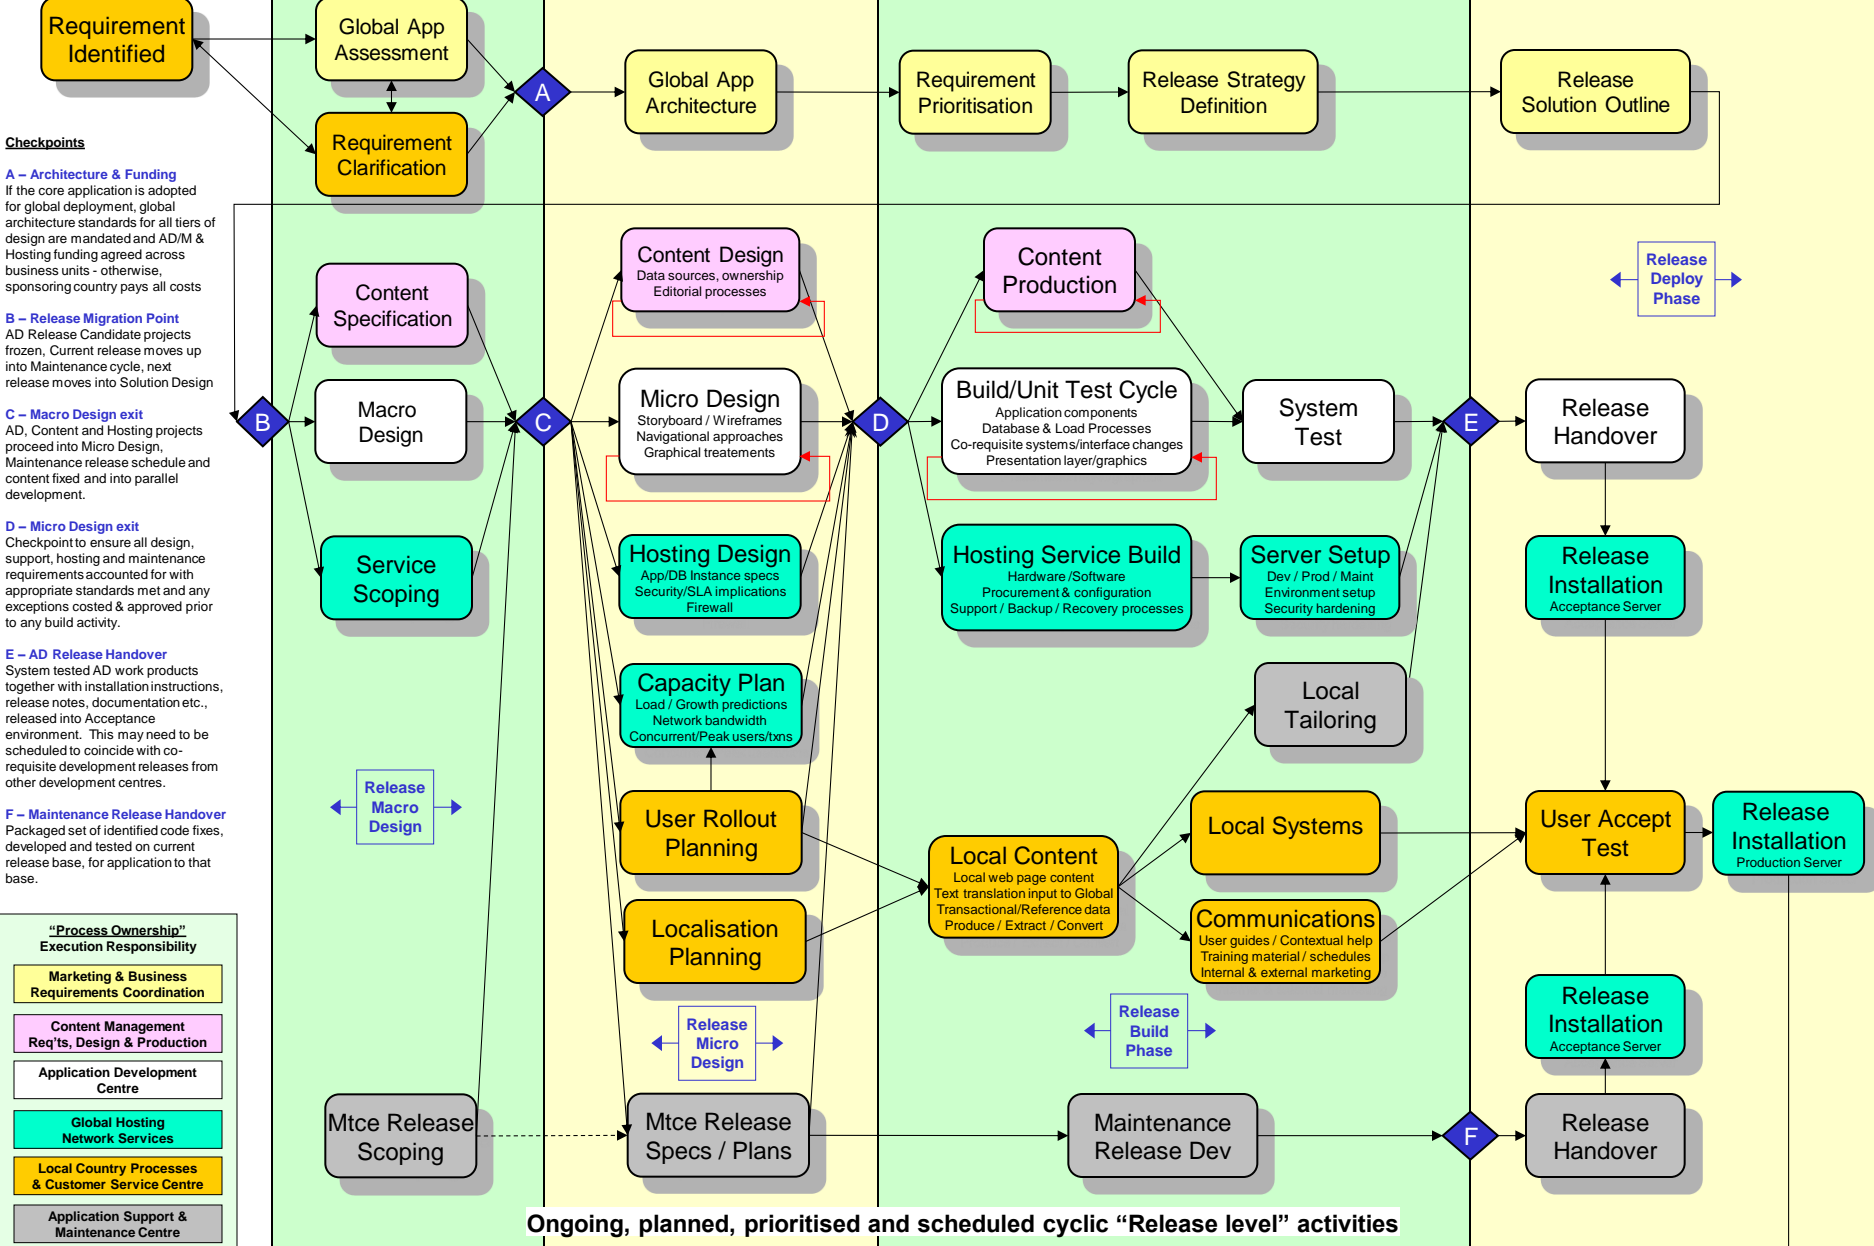 Requirement
Identified
Global App
Assessment
Requirement
Clarification
A
Global App
Architecture
Requirement
Prioritisation
Release Strategy
Definition
Release
Solution Outline
Checkpoints
A – Architecture & Funding
If the core application is adopted
for global deployment, global
architecture standards for all tiers of
design are mandated and AD/M &
Hosting funding agreed across
business units - otherwise,
sponsoring country pays all costs
B – Release Migration Point
AD Release Candidate projects
frozen, Current release moves up
into Maintenance cycle, next
release moves into Solution Design
C – Macro Design exit
AD, Content and Hosting projects
proceed into Micro Design,
Maintenance release schedule and
content fixed and into parallel
development.
D – Micro Design exit
Checkpoint to ensure all design,
support, hosting and maintenance
requirements accounted for with
appropriate standards met and any
exceptions costed & approved prior
to any build activity.
E – AD Release Handover
System tested AD work products
together with installation instructions,
release notes, documentation etc.,
released into Acceptance
environment.  This may need to be
scheduled to coincide with co-
requisite development releases from
other development centres.
F – Maintenance Release Handover
Packaged set of identified code fixes,
developed and tested on current
release base, for application to that
base.
"Process Ownership"
Execution Responsibility
Marketing & Business
Requirements Coordination
Content Management
Req'ts, Design & Production
Application Development
Centre
Global Hosting
Network Services
Local Country Processes
& Customer Service Centre
Application Support &
Maintenance Centre
B
Content
Specification
Macro
Design
Service
Scoping
Release
Macro
Design
Mtce Release
Scoping
C
Content Design
Data sources, ownership
Editorial processes
Micro Design
Storyboard / Wireframes
Navigational approaches
Graphical treatements
Hosting Design
App/DB Instance specs
Security/SLA implications
Firewall
Capacity Plan
Load / Growth predictions
Network bandwidth
Concurrent/Peak users/txns
User Rollout
Planning
Localisation
Planning
Release
Micro
Design
Mtce Release
Specs / Plans
D
Content
Production
Build/Unit Test Cycle
Application components
Database & Load Processes
Co-requisite systems/interface changes
Presentation layer/graphics
System
Test
Hosting Service Build
Hardware /Software
Procurement & configuration
Support / Backup / Recovery processes
Server Setup
Dev / Prod / Maint
Environment setup
Security hardening
Local
Tailoring
Local Content
Local web page content
Text translation input to Global
Transactional/Reference data
Produce / Extract / Convert
Local Systems
Communications
User guides / Contextual help
Training material / schedules
Internal & external marketing
Release
Build
Phase
Maintenance
Release Dev
E
F
Release
Deploy
Phase
Release
Handover
Release
Installation
Acceptance Server
User Accept
Test
Release
Installation
Production Server
Release
Installation
Acceptance Server
Release
Handover
Ongoing, planned, prioritised and scheduled cyclic “Release level” activities